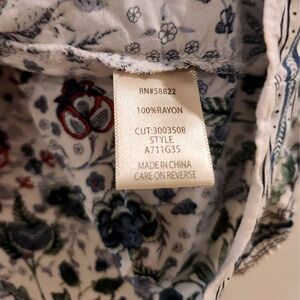 RN#58822
100%RAYON
CUT:3003508
STYLE
A711G35
MADE IN CHINA
CARE ON REVERSE